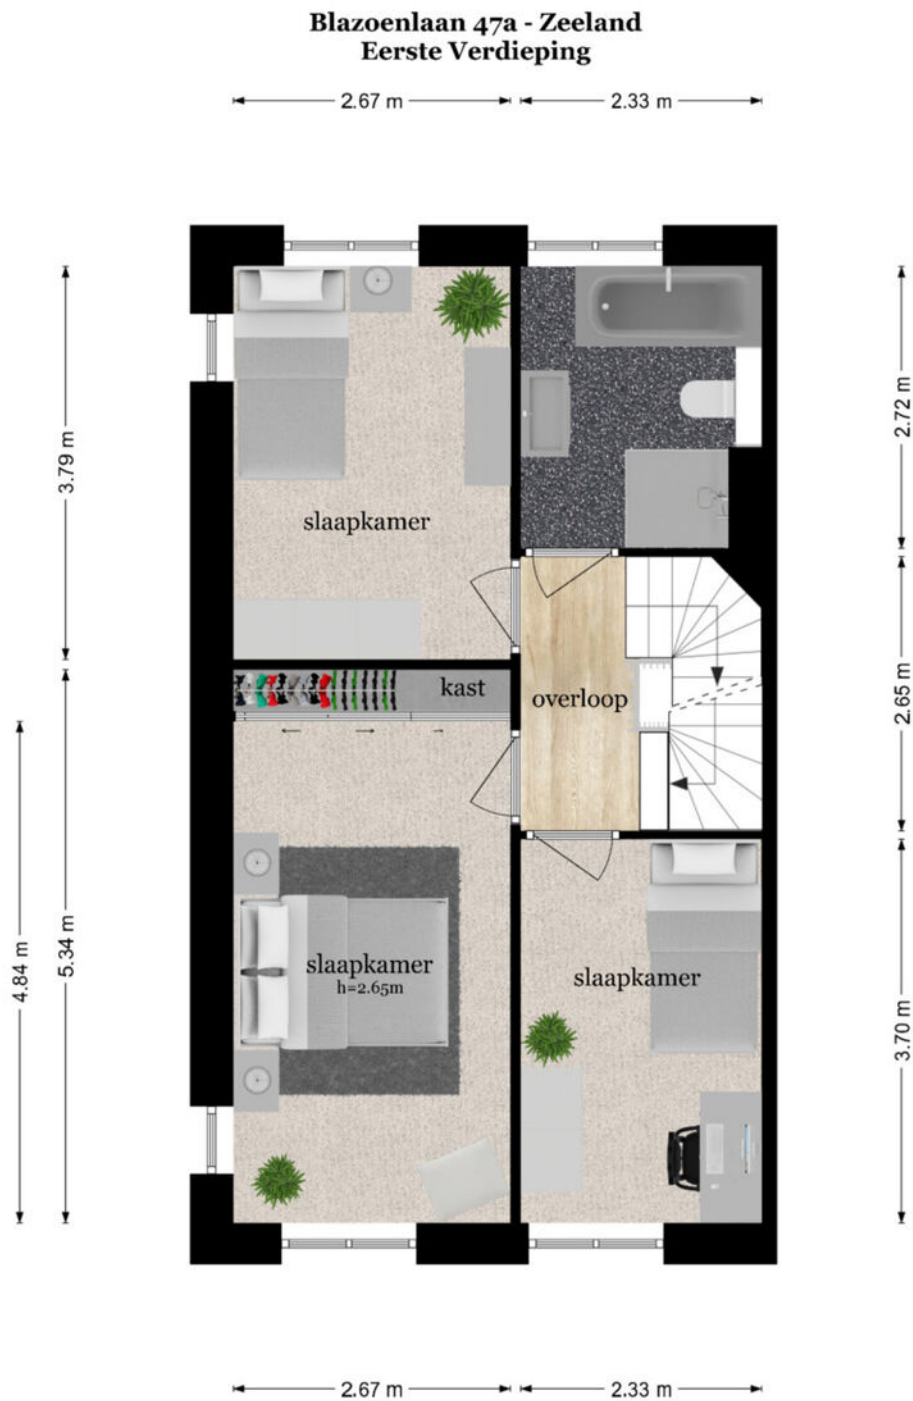 Blazoenlaan 47a - Zeeland
Eerste Verdieping
2.67 m
2.33 m
3.79 m
2.72 m
slaapkamer
kast
overloop
2.65 m
4.84 m
5.34 m
slaapkamer
h=2.65m
slaapkamer
3.70 m
2.67 m
2.33 m